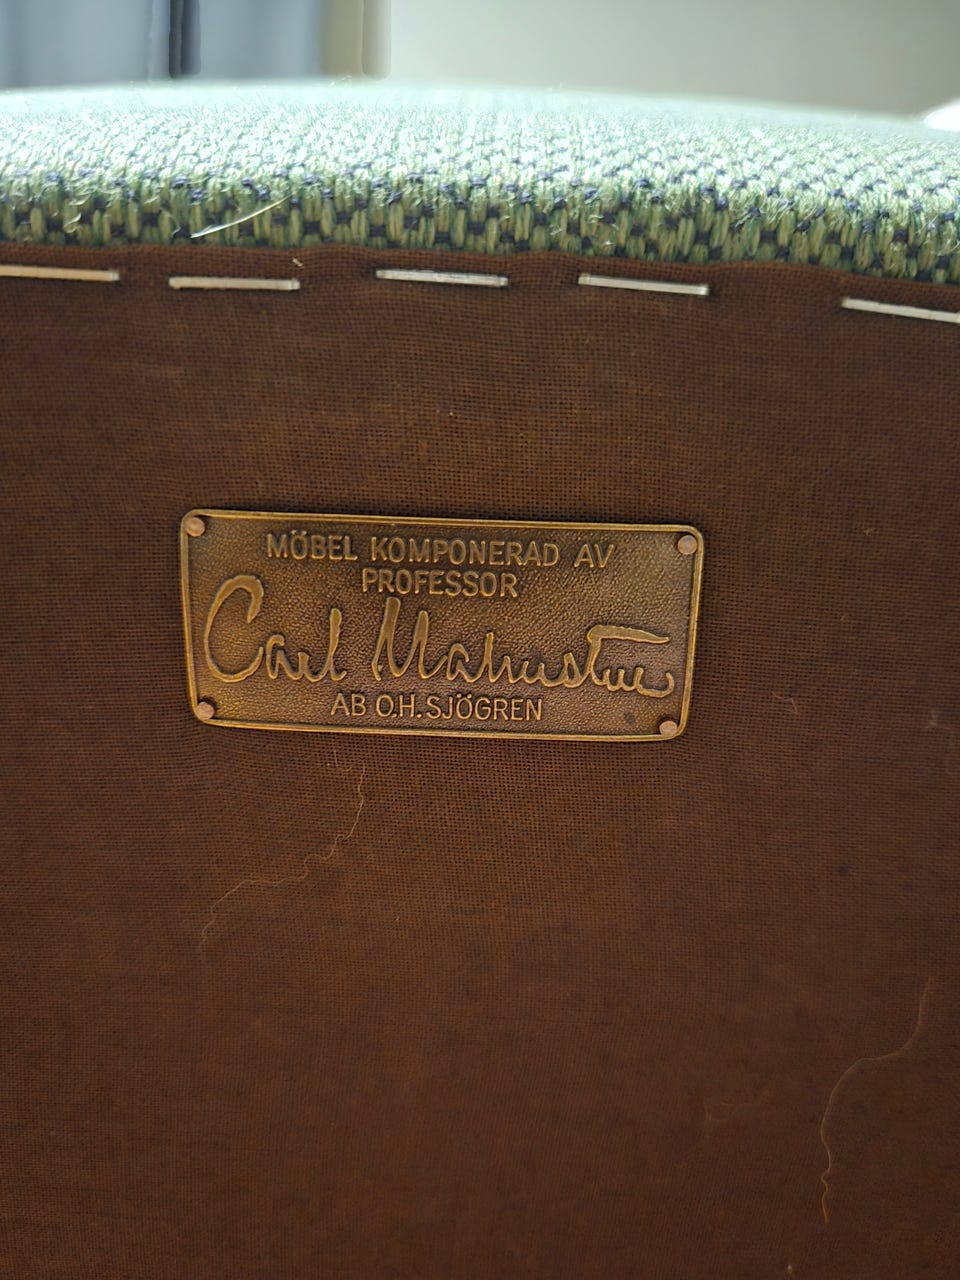 MÖBEL KOMPONERAD AV
PROFESSOR
Carl Malmsten
AB O.H. SJÖGREN